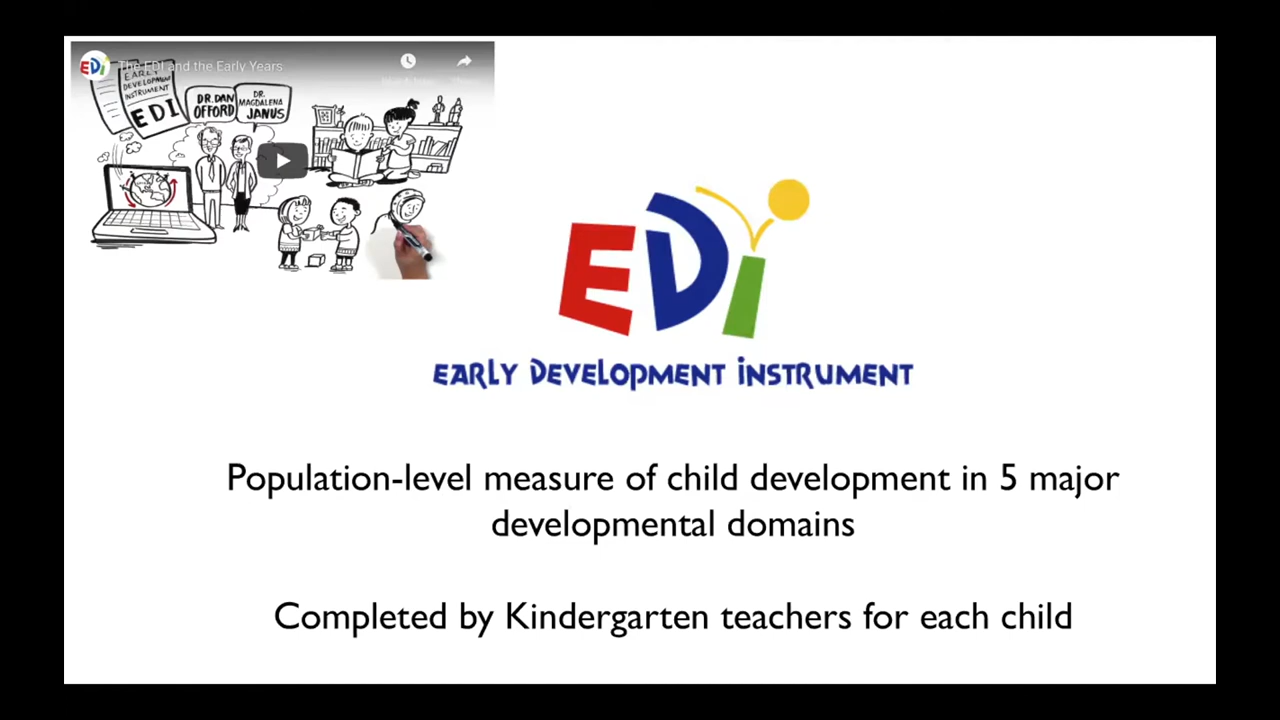 EDI The EDI and the Early Years
EARLY
DEVELOPMENT
INSTRUMENT
EDI
DR. DAN
OFFORD
DR.
MAGDALENA
JANUS
EDI
EARLY DEVELOPMENT INSTRUMENT
Population-level measure of child development in 5 major
developmental domains
Completed by Kindergarten teachers for each child